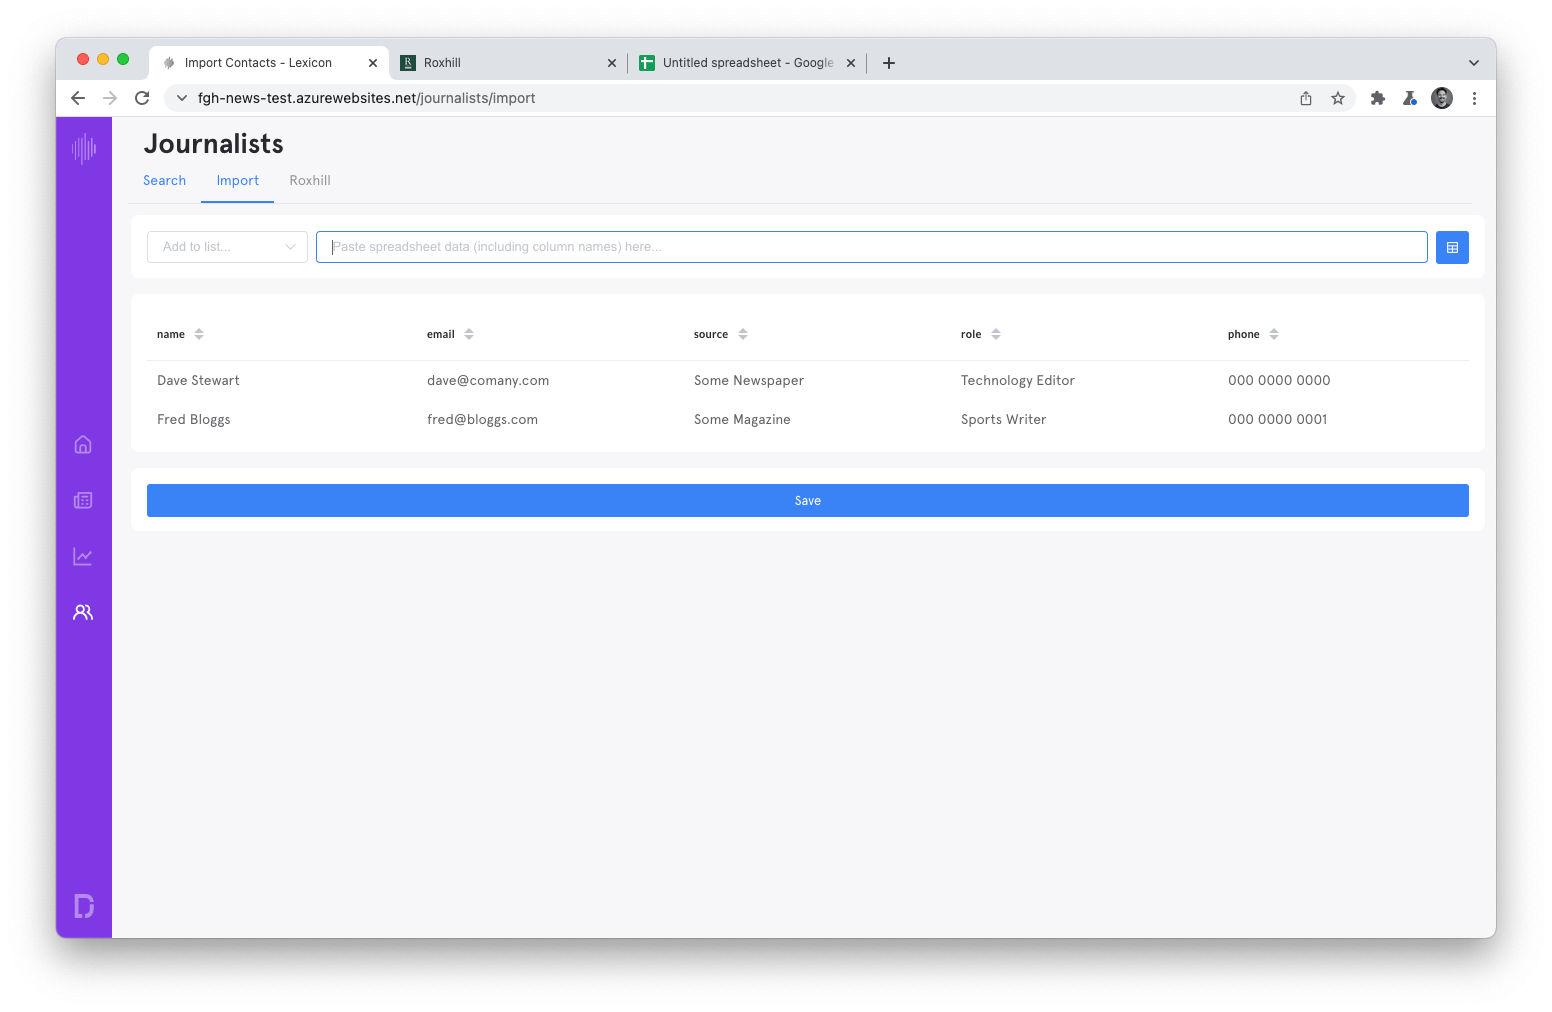 Import Contacts - Lexicon
Roxhill
Untitled spreadsheet - Google
fgh-news-test.azurewebsites.net/journalists/import
Journalists
Search Import Roxhill
Add to list... Paste spreadsheet data (including column names) here...
name email source role phone
Dave Stewart dave@comany.com Some Newspaper Technology Editor 000 0000 0000
Fred Bloggs fred@bloggs.com Some Magazine Sports Writer 000 0000 0001
Save